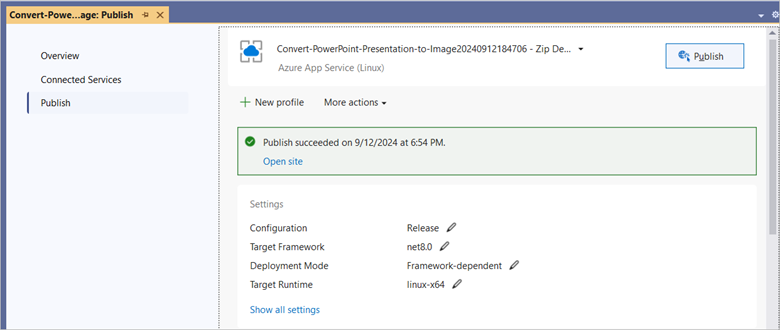 Convert-Powe...age: Publish
Overview
Connected Services
Publish
Convert-PowerPoint-Presentation-to-Image20240912184706 - Zip De...
Azure App Service (Linux)
Publish
New profile
More actions
Publish succeeded on 9/12/2024 at 6:54 PM.
Open site
Settings
Configuration Release
Target Framework net8.0
Deployment Mode Framework-dependent
Target Runtime linux-x64
Show all settings